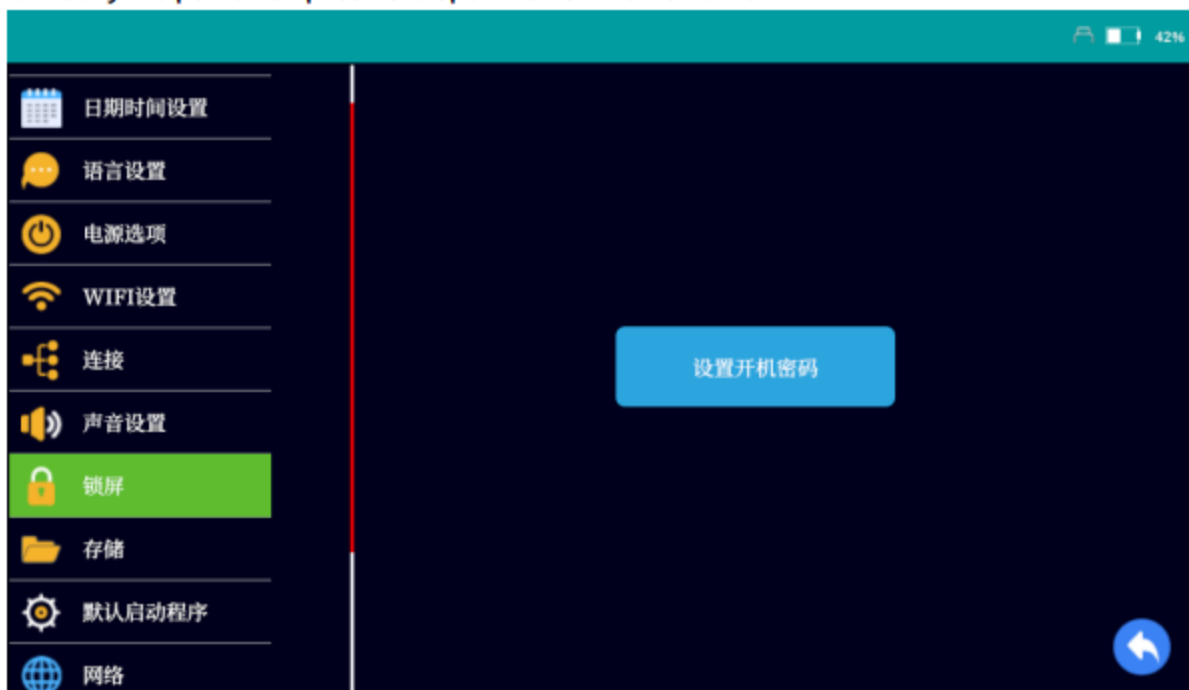 42%
日期时间设置
语言设置
电源选项
WIFI设置
连接
声音设置
锁屏
存储
默认启动程序
网络
设置开机密码